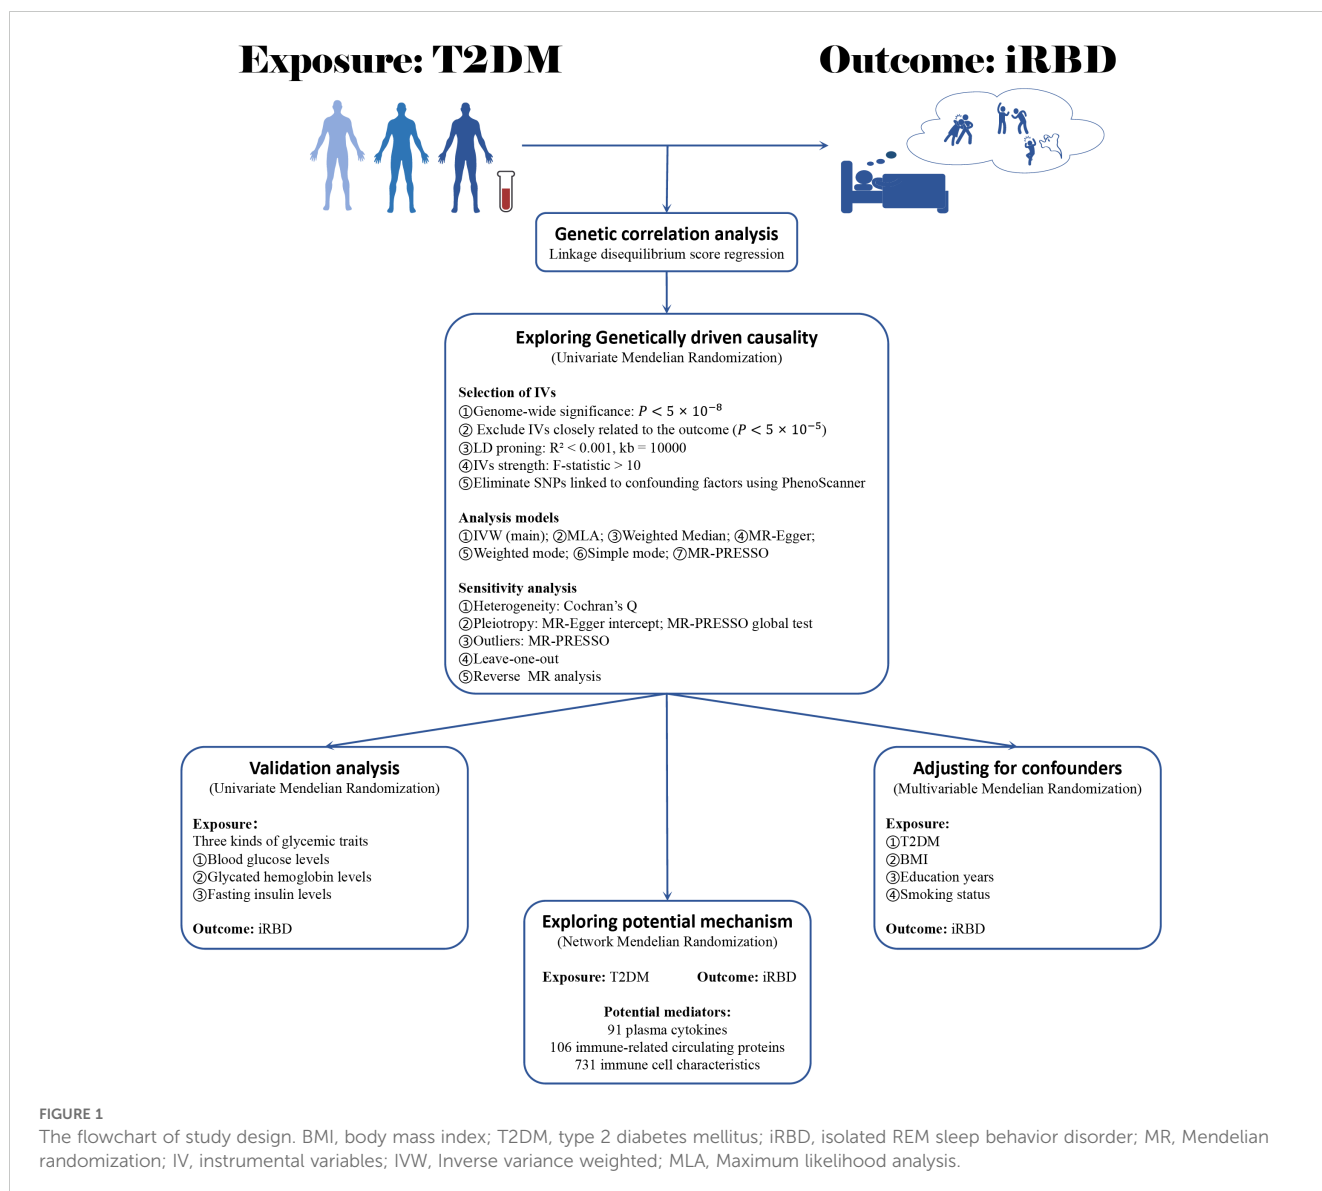 Exposure: T2DM
Outcome: iRBD
Genetic correlation analysis
Linkage disequilibrium score regression
Exploring Genetically driven causality
(Univariate Mendelian Randomization)
Selection of IVs
①Genome-wide significance: P < 5 × 10⁻⁸
② Exclude IVs closely related to the outcome (P < 5 × 10⁻⁵)
③LD proning: R² < 0.001, kb = 10000
④IVs strength: F-statistic > 10
⑤Eliminate SNPs linked to confounding factors using PhenoScanner
Analysis models
①IVW (main); ②MLA; ③Weighted Median; ④MR-Egger;
⑤Weighted mode; ⑥Simple mode; ⑦MR-PRESSO
Sensitivity analysis
①Heterogeneity: Cochran’s Q
②Pleiotropy: MR-Egger intercept; MR-PRESSO global test
③Outliers: MR-PRESSO
④Leave-one-out
⑤Reverse MR analysis
Validation analysis
(Univariate Mendelian Randomization)
Exposure:
Three kinds of glycemic traits
①Blood glucose levels
②Glycated hemoglobin levels
③Fasting insulin levels
Outcome: iRBD
Exploring potential mechanism
(Network Mendelian Randomization)
Exposure: T2DM Outcome: iRBD
Potential mediators:
91 plasma cytokines
106 immune-related circulating proteins
731 immune cell characteristics
Adjusting for confounders
(Multivariable Mendelian Randomization)
Exposure:
①T2DM
②BMI
③Education years
④Smoking status
Outcome: iRBD
FIGURE 1
The flowchart of study design. BMI, body mass index; T2DM, type 2 diabetes mellitus; iRBD, isolated REM sleep behavior disorder; MR, Mendelian
randomization; IV, instrumental variables; IVW, Inverse variance weighted; MLA, Maximum likelihood analysis.